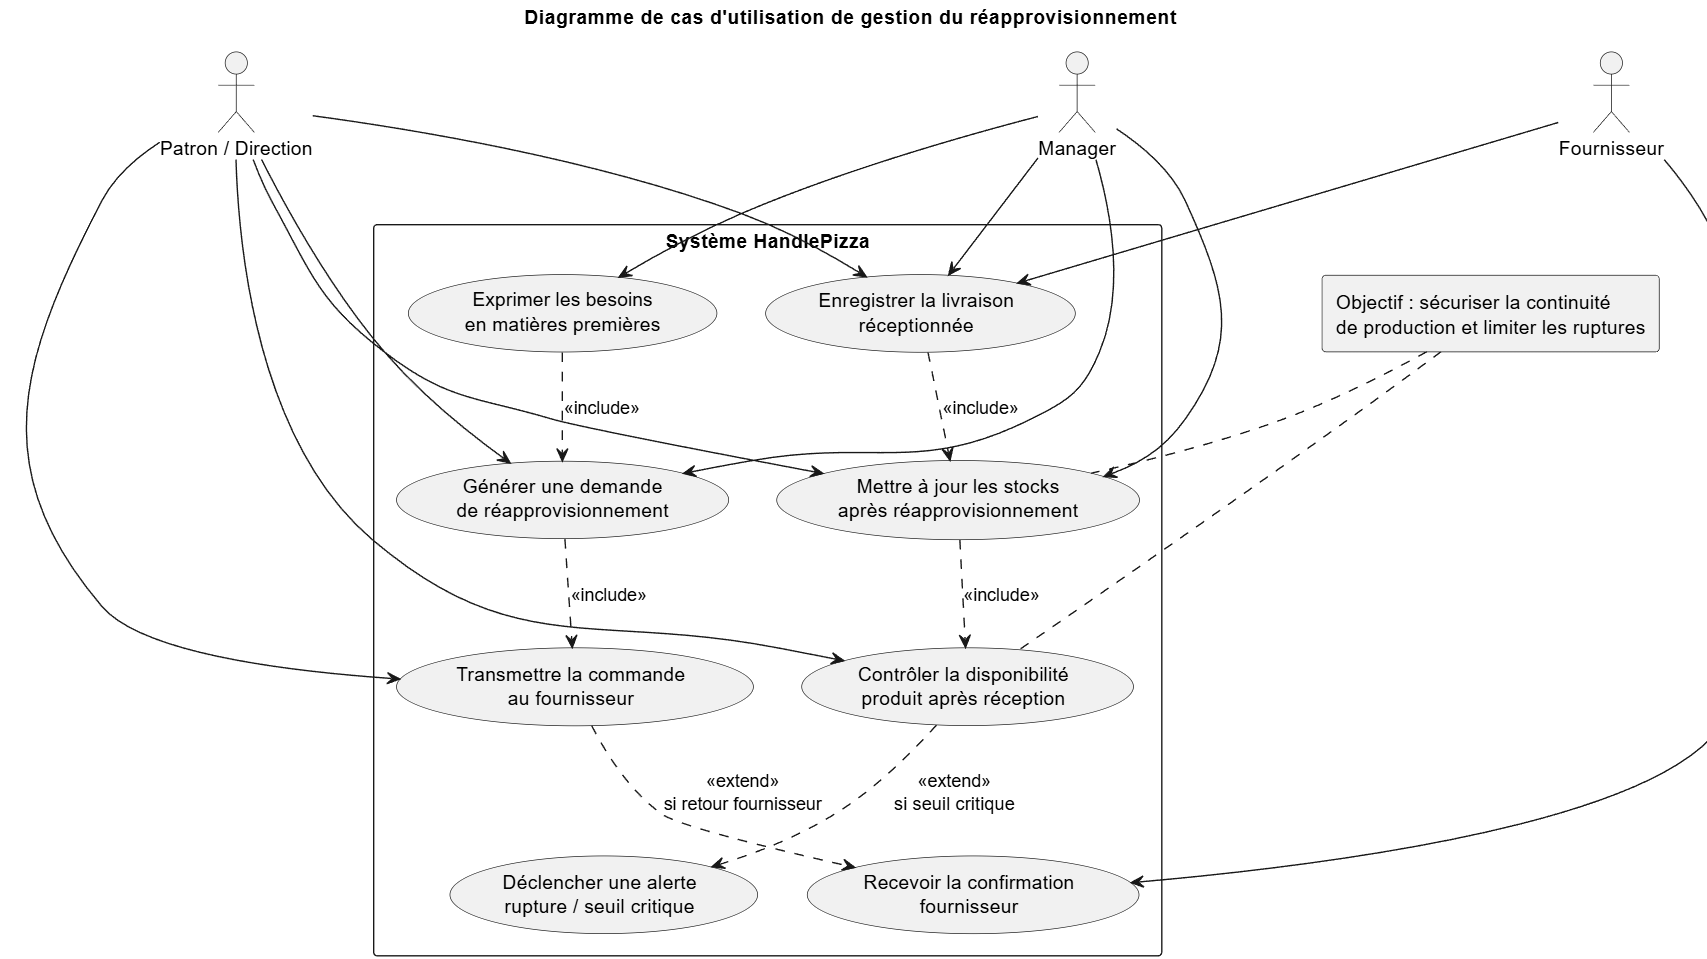 Diagramme de cas d'utilisation de gestion du réapprovisionnement
Patron / Direction
Manager
Fournisseur
Système HandlePizza
Exprimer les besoins
en matières premières
Enregistrer la livraison
réceptionnée
Objectif : sécuriser la continuité
de production et limiter les ruptures
«include»
«include»
Générer une demande
de réapprovisionnement
Mettre à jour les stocks
après réapprovisionnement
«include»
«include»
Transmettre la commande
au fournisseur
Contrôler la disponibilité
produit après réception
«extend»
si retour fournisseur
«extend»
si seuil critique
Déclencher une alerte
rupture / seuil critique
Recevoir la confirmation
fournisseur